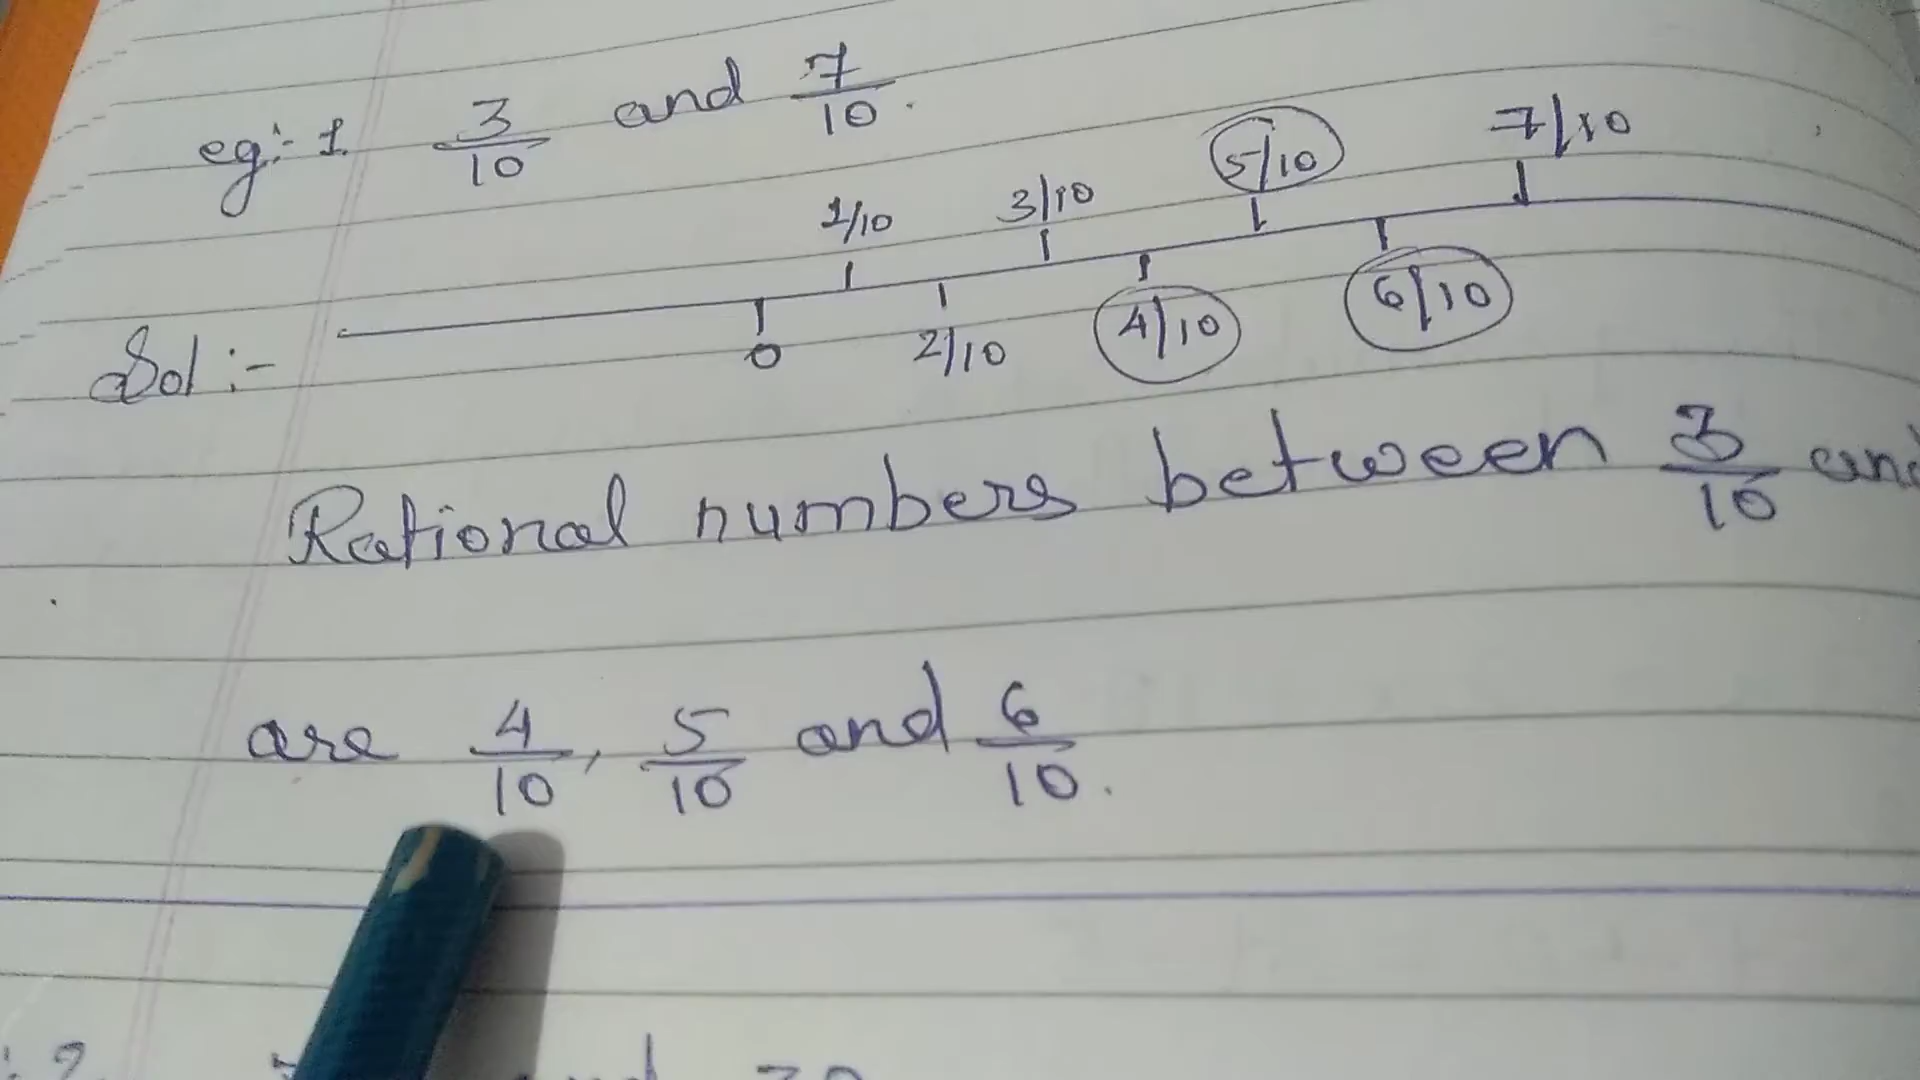 eg:- 1. 3/10 and 7/10.
1/10 3/10 5/10 7/10
Sol :- 0 2/10 4/10 6/10
Rational numbers between 3/10 and
are 4/10, 5/10 and 6/10.